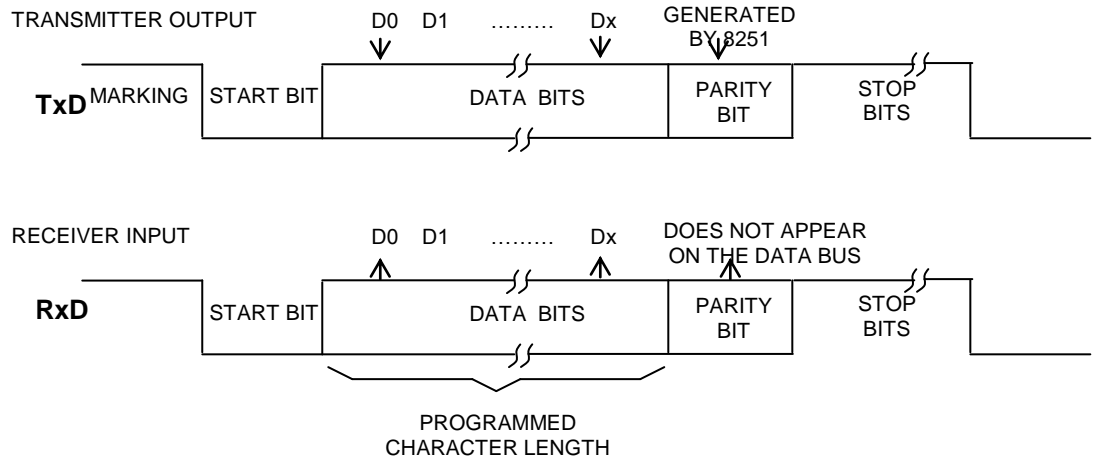 TRANSMITTER OUTPUT
D0 D1 ……… Dx
GENERATED
BY 8251
TxD
MARKING
START BIT
DATA BITS
PARITY
BIT
STOP
BITS
RECEIVER INPUT
D0 D1 ……… Dx
DOES NOT APPEAR
ON THE DATA BUS
RxD
START BIT
DATA BITS
PARITY
BIT
STOP
BITS
PROGRAMMED
CHARACTER LENGTH